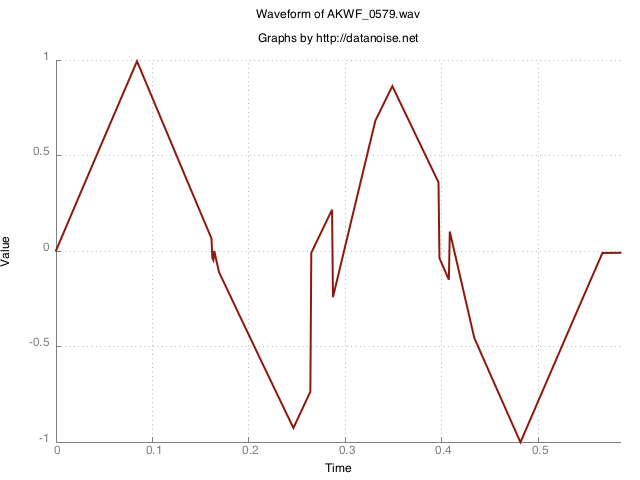 Waveform of AKWF_0579.wav
Graphs by http://datanoise.net
1
0.5
0
-0.5
-1
Value
0 0.1 0.2 0.3 0.4 0.5
Time